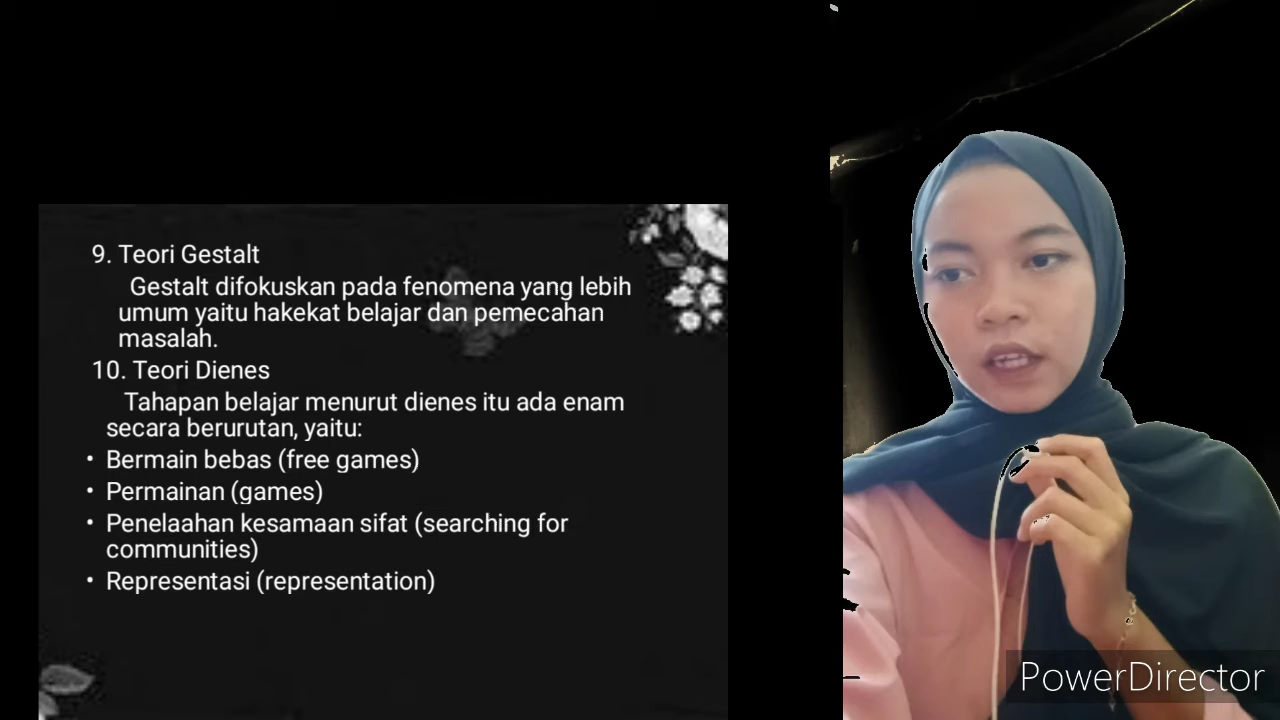 9. Teori Gestalt
Gestalt difokuskan pada fenomena yang lebih
umum yaitu hakekat belajar dan pemecahan
masalah.
10. Teori Dienes
Tahapan belajar menurut dienes itu ada enam
secara berurutan, yaitu:
• Bermain bebas (free games)
• Permainan (games)
• Penelaahan kesamaan sifat (searching for
communities)
• Representasi (representation)
PowerDirector